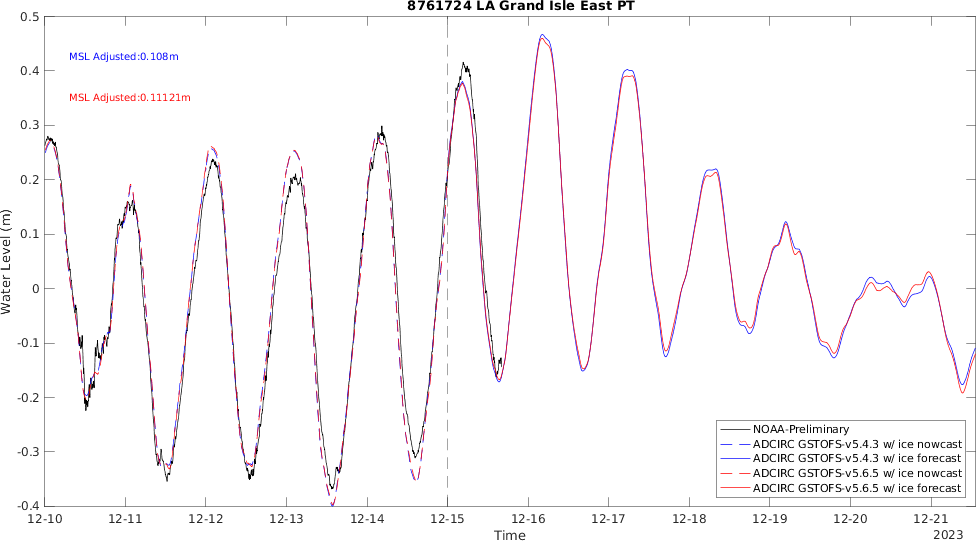 8761724 LA Grand Isle East PT
MSL Adjusted:0.108m
MSL Adjusted:0.11121m
Water Level (m)
0.5
0.4
0.3
0.2
0.1
0
-0.1
-0.2
-0.3
-0.4
NOAA-Preliminary
ADCIRC GSTOFS-v5.4.3 w/ ice nowcast
ADCIRC GSTOFS-v5.4.3 w/ ice forecast
ADCIRC GSTOFS-v5.6.5 w/ ice nowcast
ADCIRC GSTOFS-v5.6.5 w/ ice forecast
12-10 12-11 12-12 12-13 12-14 12-15 12-16 12-17 12-18 12-19 12-20 12-21
Time
2023